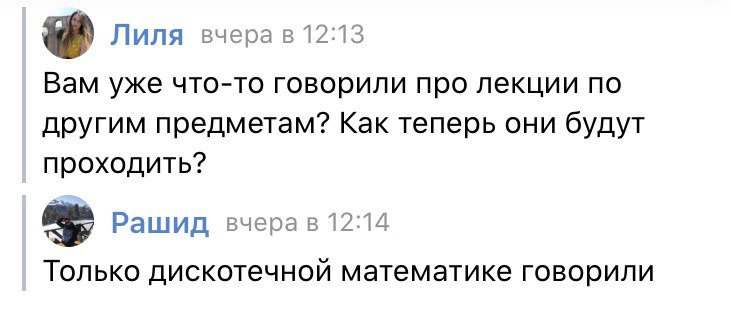 Лиля вчера в 12:13
Вам уже что-то говорили про лекции по
другим предметам? Как теперь они будут
проходить?
Рашид вчера в 12:14
Только дискотечной математике говорили